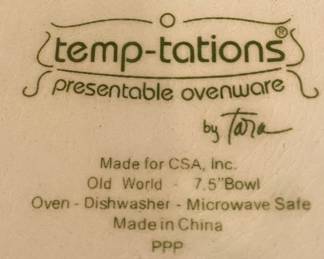 temp-tations®
presentable ovenware
by Tara
Made for CSA, Inc.
Old World - 7.5"Bowl
Oven - Dishwasher - Microwave Safe
Made in China
PPP